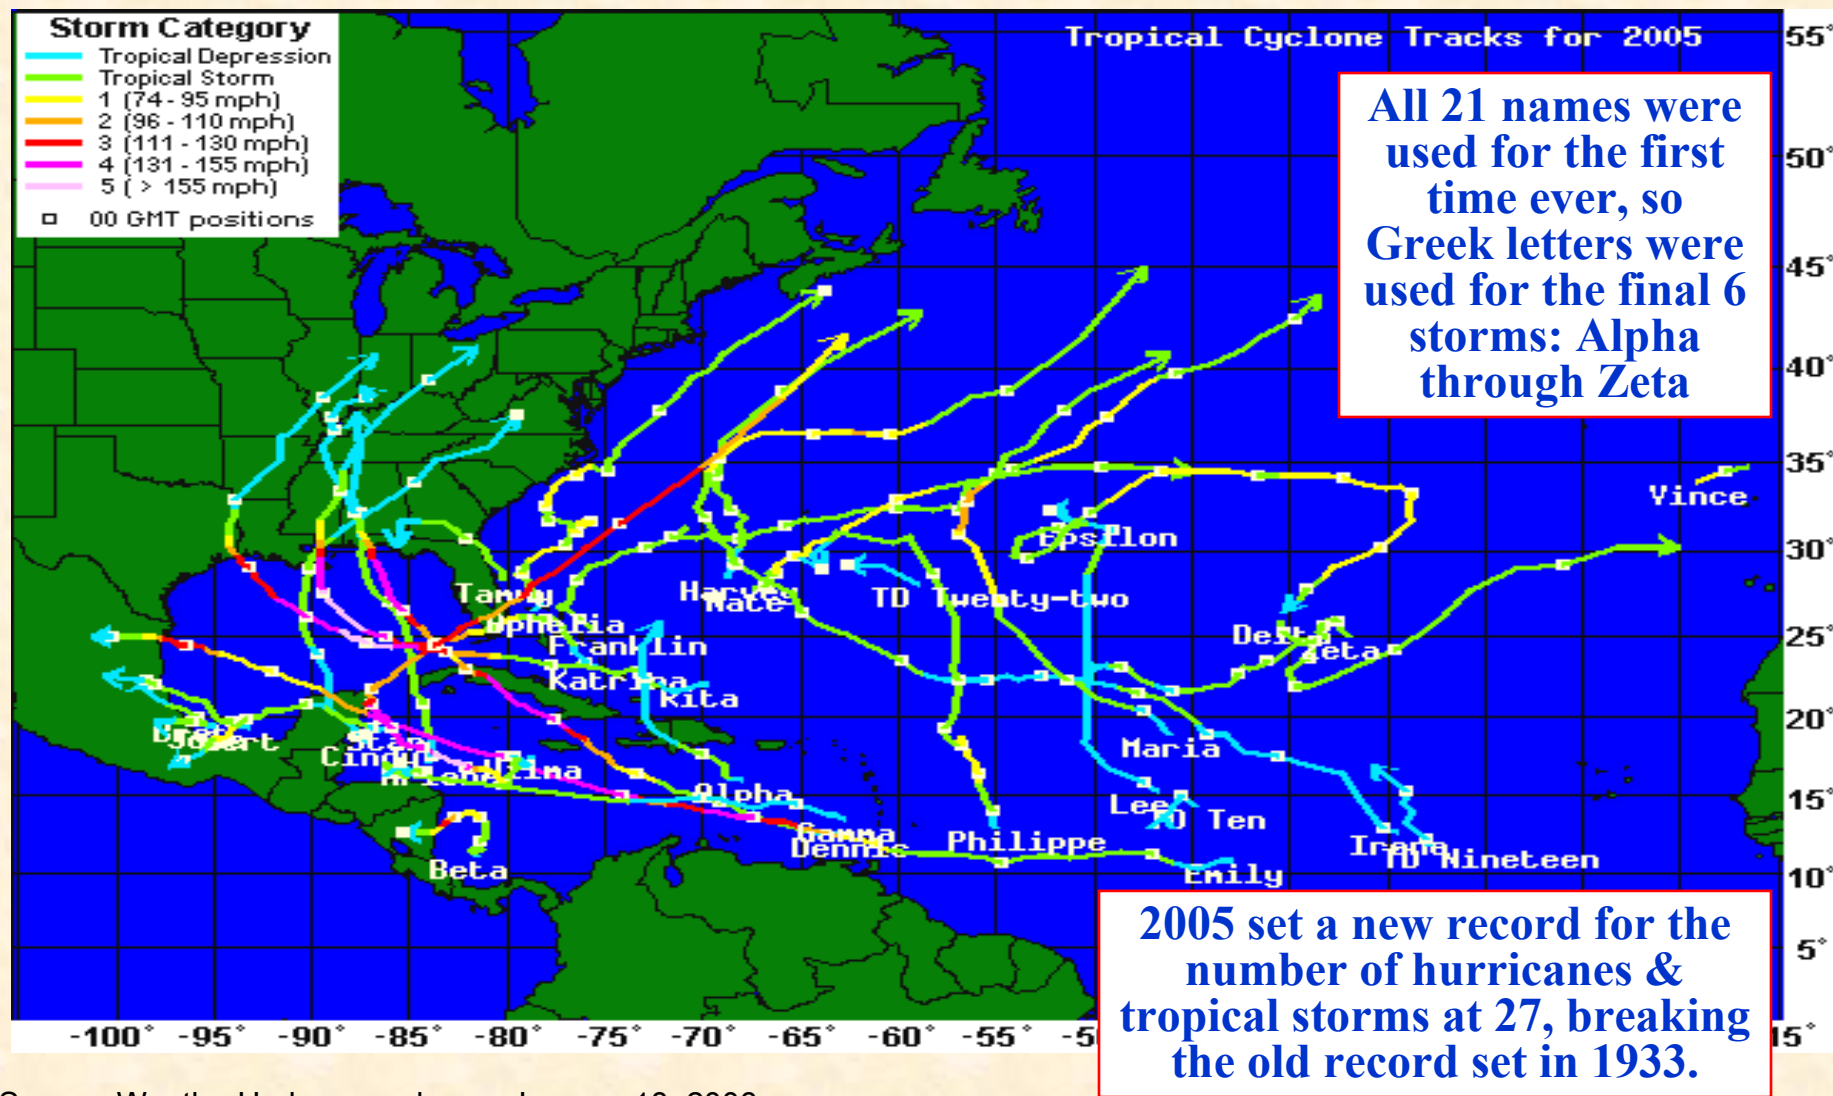 Storm Category
Tropical Depression
Tropical Storm
1 (74 - 95 mph)
2 (96 - 110 mph)
3 (111 - 130 mph)
4 (131 - 155 mph)
5 ( > 155 mph)
00 GMT positions
Tropical Cyclone Tracks for 2005
All 21 names were
used for the first
time ever, so
Greek letters were
used for the final 6
storms: Alpha
through Zeta
55°
50°
45°
40°
35°
30°
25°
20°
15°
10°
5°
Vince
Epsilon
Tammy
Harvey
Nate
TD Twenty-two
Ophelia
Franklin
Delta
Zeta
Katrina
Rita
Bret
Stan
Cindy
Arlene
Wilma
Maria
Alpha
Lee
TD Ten
Gamma
Dennis
Philippe
Irene
TD Nineteen
Beta
Emily
2005 set a new record for the
number of hurricanes &
tropical storms at 27, breaking
the old record set in 1933.
-100° -95° -90° -85° -80° -75° -70° -65° -60° -55°